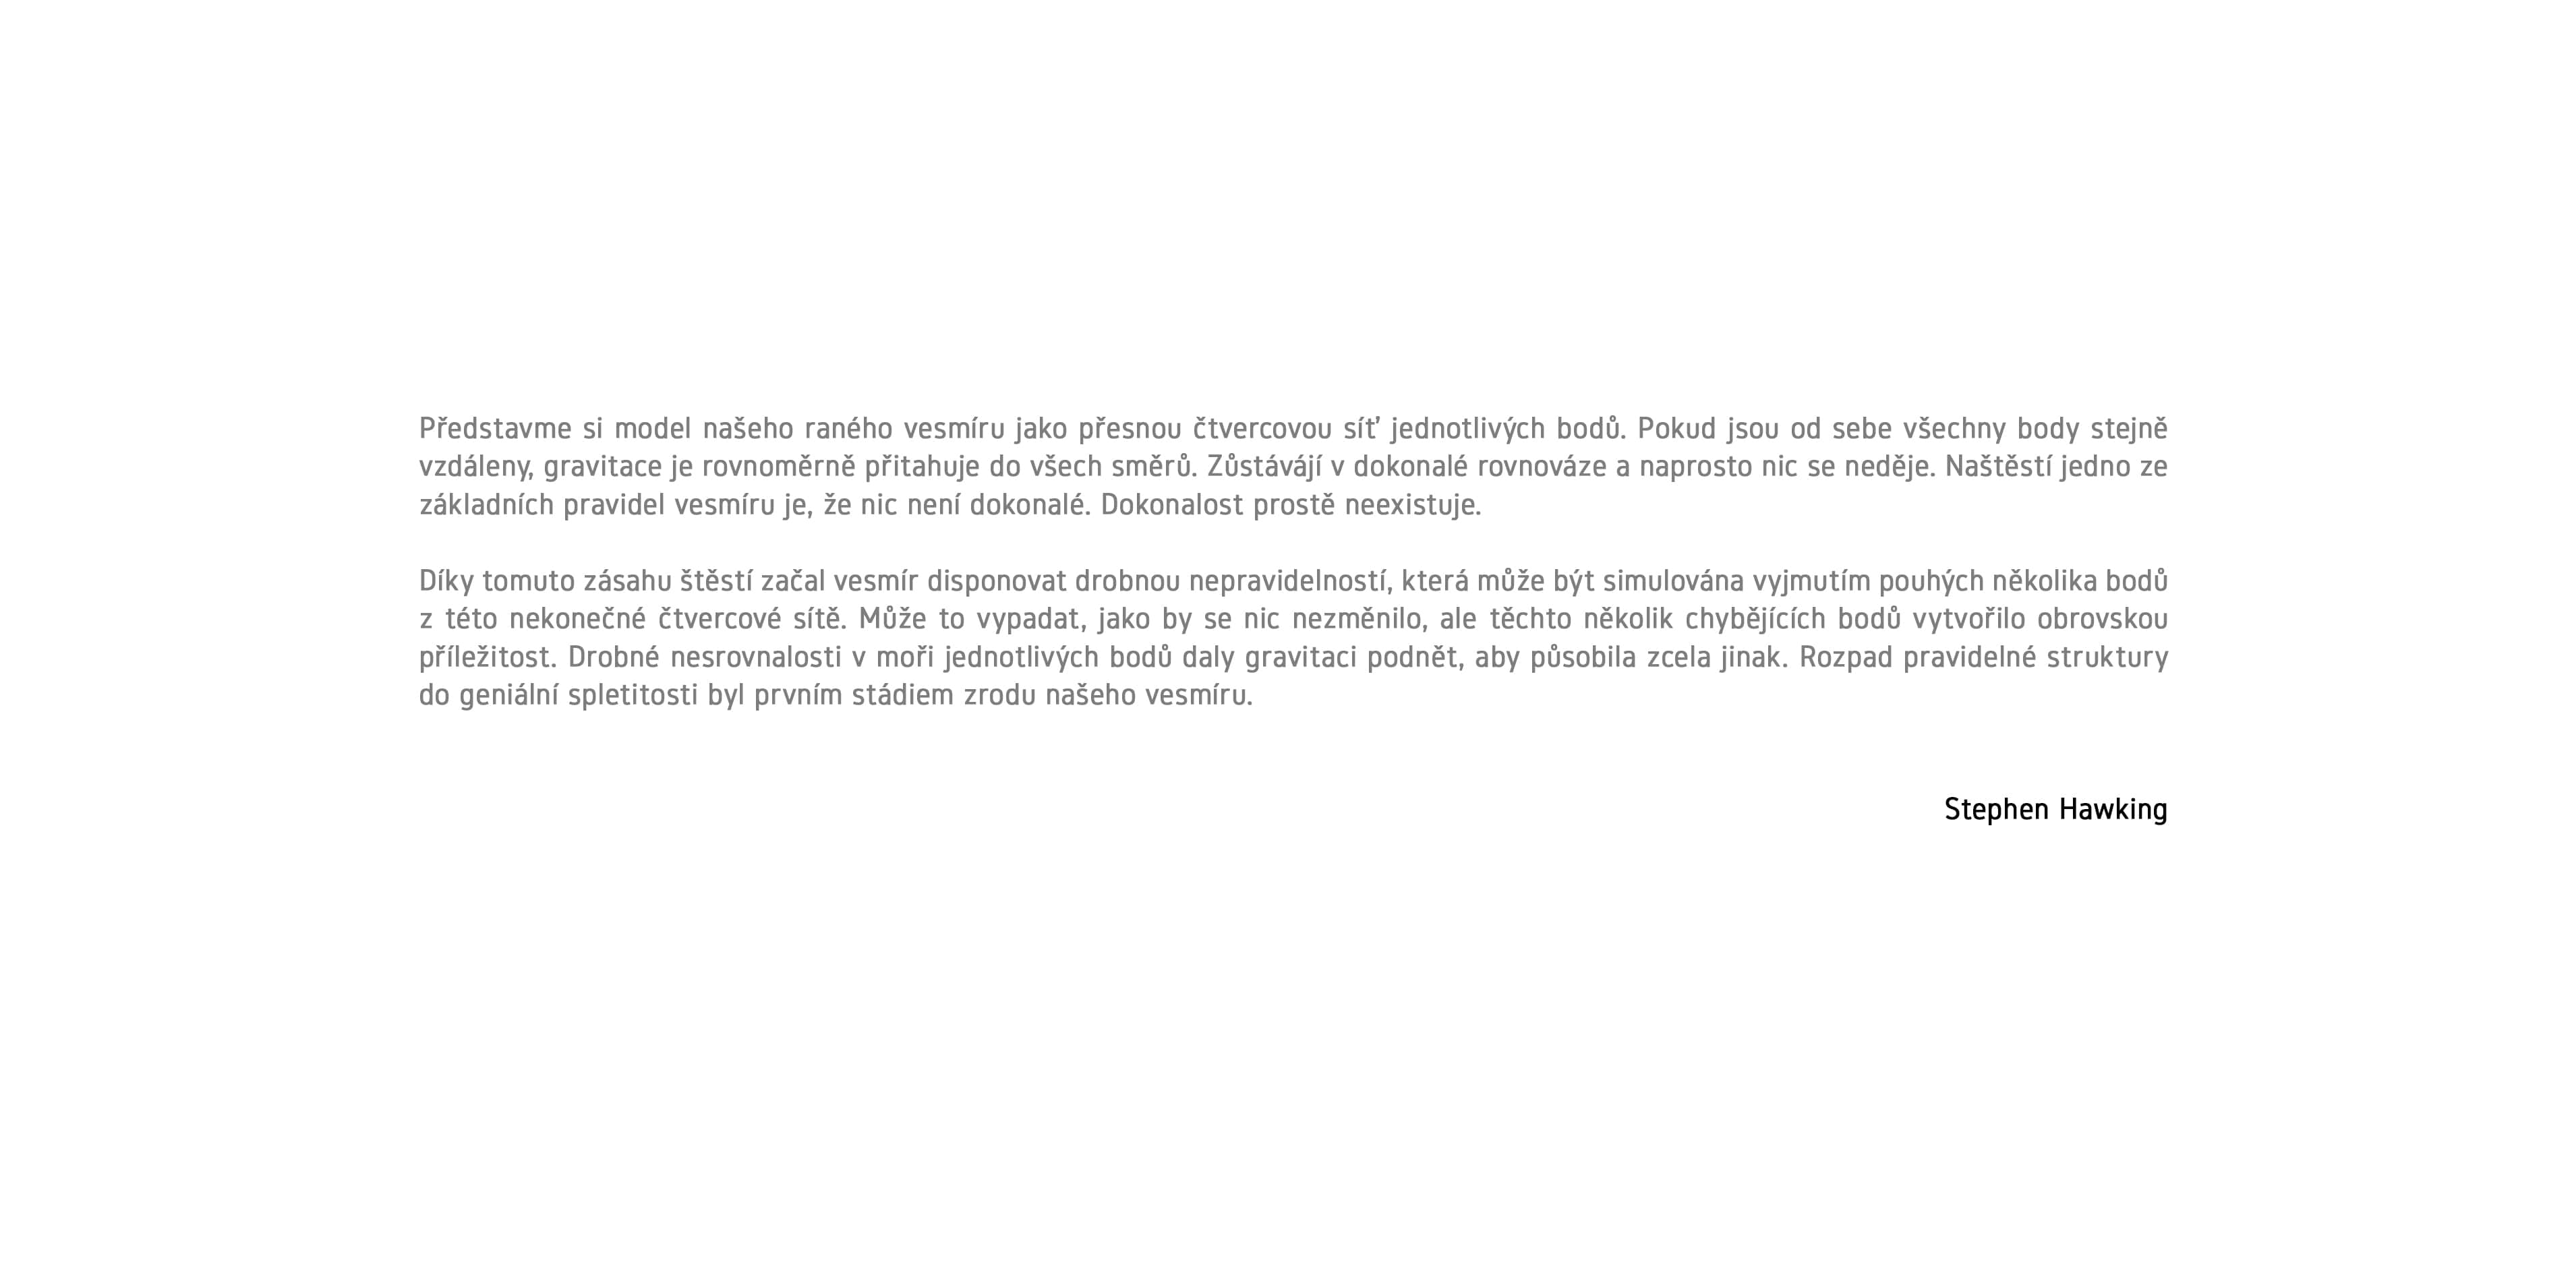 Představme si model našeho raného vesmíru jako přesnou čtvercovou síť jednotlivých bodů. Pokud jsou od sebe všechny body stejně
vzdáleny, gravitace je rovnoměrně přitahuje do všech směrů. Zůstávájí v dokonalé rovnováze a naprosto nic se neděje. Naštěstí jedno ze
základních pravidel vesmíru je, že nic není dokonalé. Dokonalost prostě neexistuje.
Díky tomuto zásahu štěstí začal vesmír disponovat drobnou nepravidelností, která může být simulována vyjmutím pouhých několika bodů
z této nekonečné čtvercové sítě. Může to vypadat, jako by se nic nezměnilo, ale těchto několik chybějících bodů vytvořilo obrovskou
příležitost. Drobné nesrovnalosti v moři jednotlivých bodů daly gravitaci podnět, aby působila zcela jinak. Rozpad pravidelné struktury
do geniální spletitosti byl prvním stádiem zrodu našeho vesmíru.
Stephen Hawking